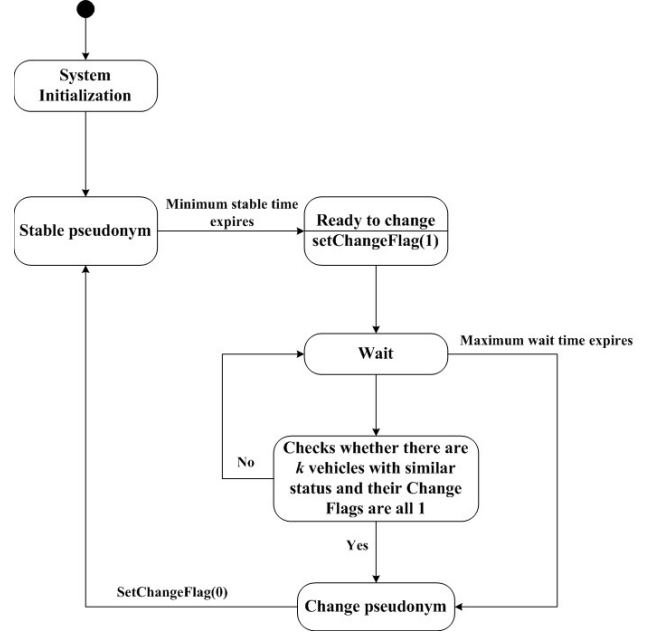 System
Initialization
Minimum stable time
expires
Stable pseudonym
Ready to change
setChangeFlag(1)
Wait
Maximum wait time expires
Checks whether there are
k vehicles with similar
status and their Change
Flags are all 1
No
Yes
SetChangeFlag(0)
Change pseudonym